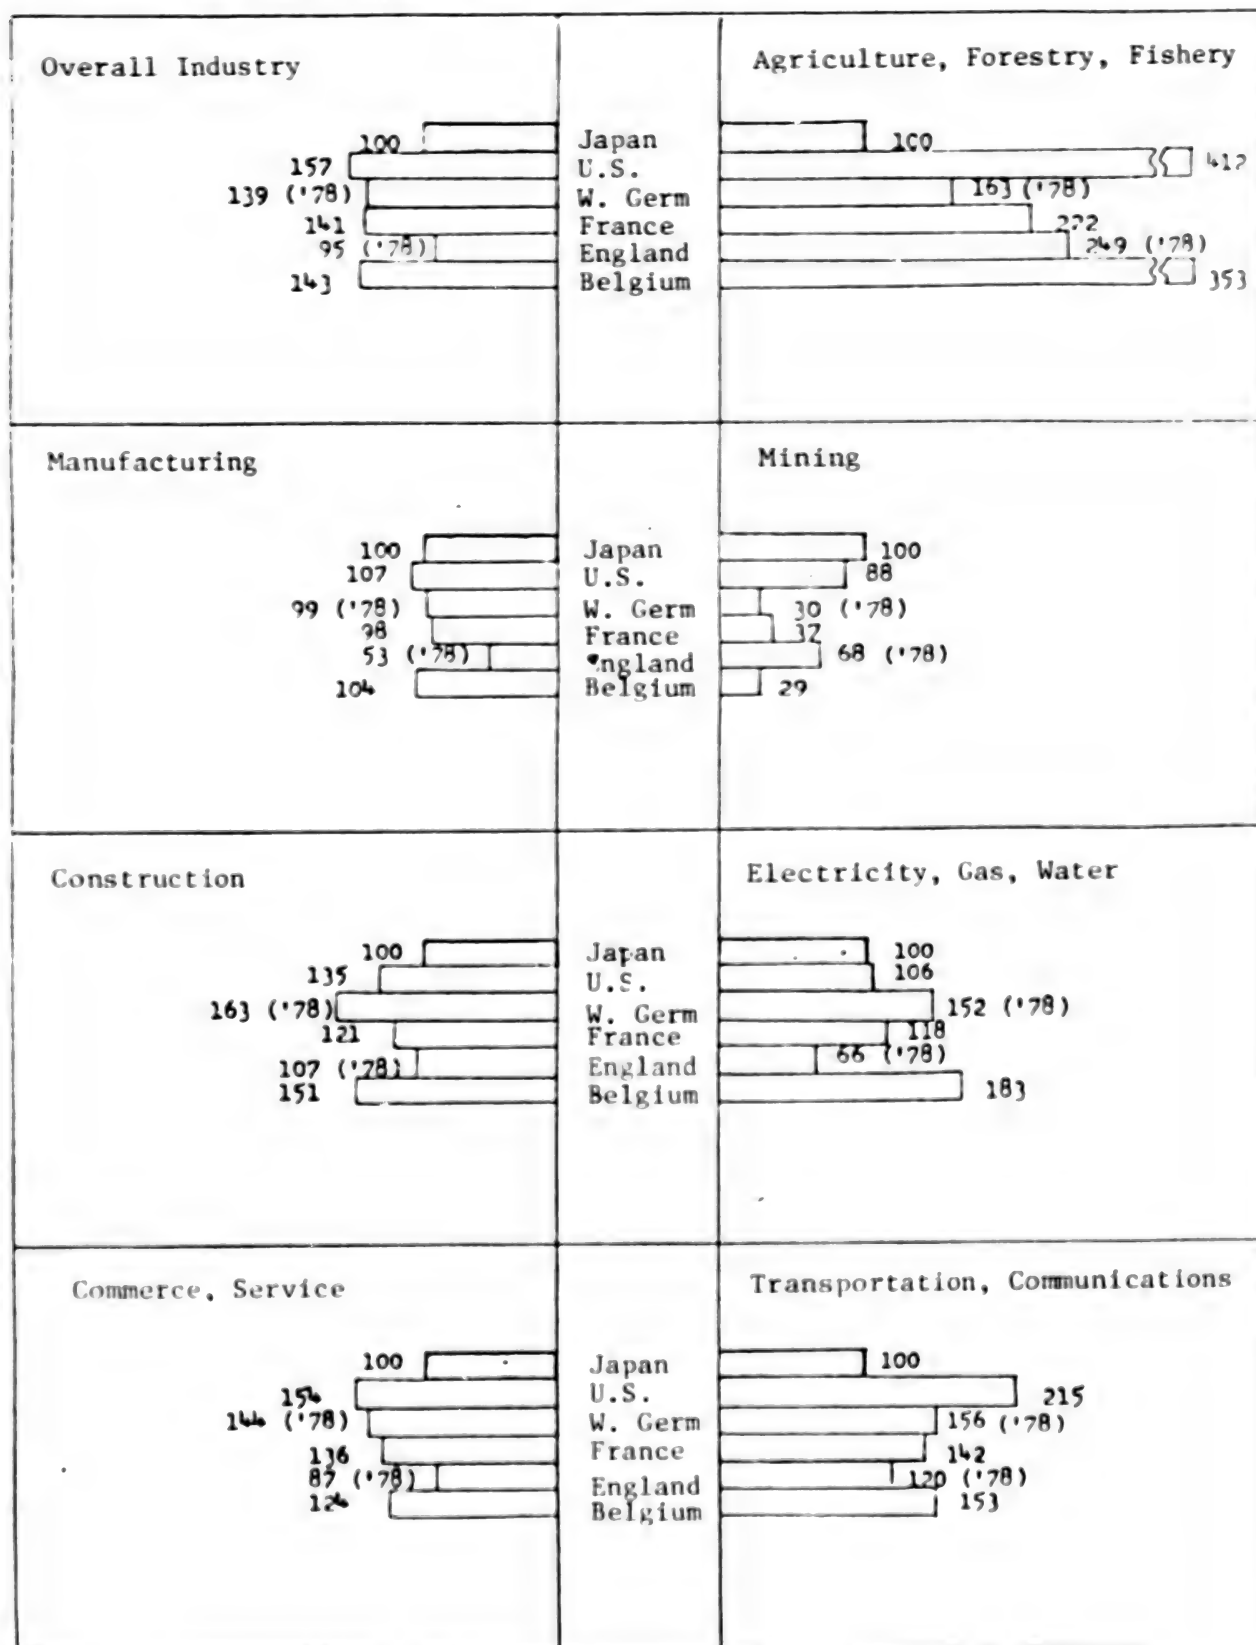 Overall Industry
100 Japan
157 U.S.
139 ('78) W. Germ
141 France
95 ('78) England
143 Belgium
Agriculture, Forestry, Fishery
100
412
163 ('78)
222
249 ('78)
353
Manufacturing
100 Japan
107 U.S.
99 ('78) W. Germ
98 France
53 ('78) ngland
104 Belgium
Mining
100
88
30 ('78)
37
68 ('78)
29
Construction
100 Japan
135 U.S.
163 ('78) W. Germ
121 France
107 ('78) England
151 Belgium
Electricity, Gas, Water
100
106
152 ('78)
118
66 ('78)
183
Commerce, Service
100 Japan
154 U.S.
144 ('78) W. Germ
136 France
87 ('78) England
124 Belgium
Transportation, Communications
100
215
156 ('78)
142
120 ('78)
153